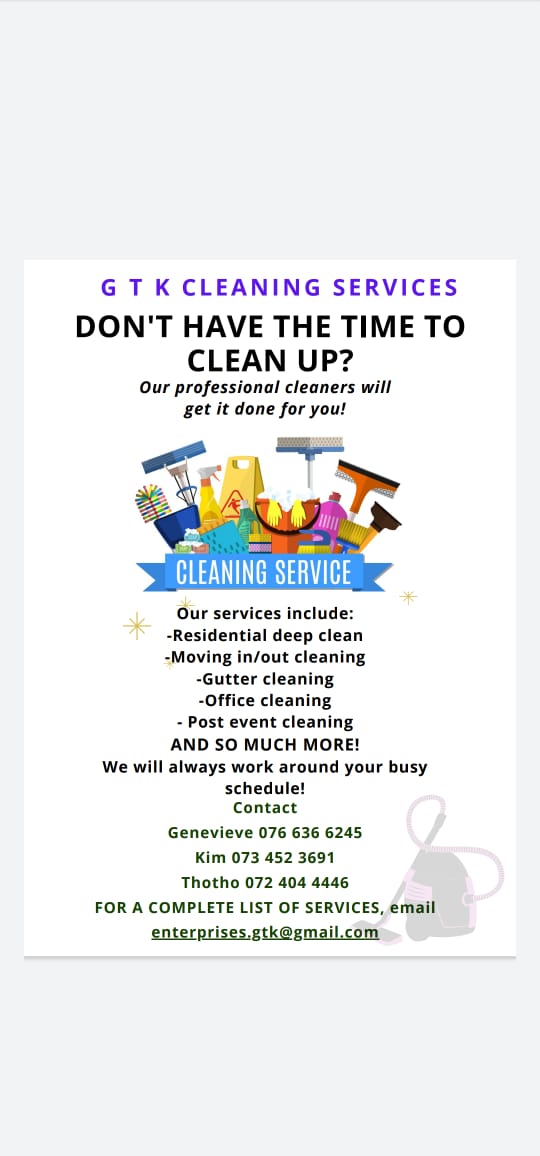 G T K CLEANING SERVICES
DON'T HAVE THE TIME TO
CLEAN UP?
Our professional cleaners will
get it done for you!
CLEANING SERVICE
Our services include:
-Residential deep clean
-Moving in/out cleaning
-Gutter cleaning
-Office cleaning
- Post event cleaning
AND SO MUCH MORE!
We will always work around your busy
schedule!
Contact
Genevieve 076 636 6245
Kim 073 452 3691
Thotho 072 404 4446
FOR A COMPLETE LIST OF SERVICES, email
enterprises.gtk@gmail.com